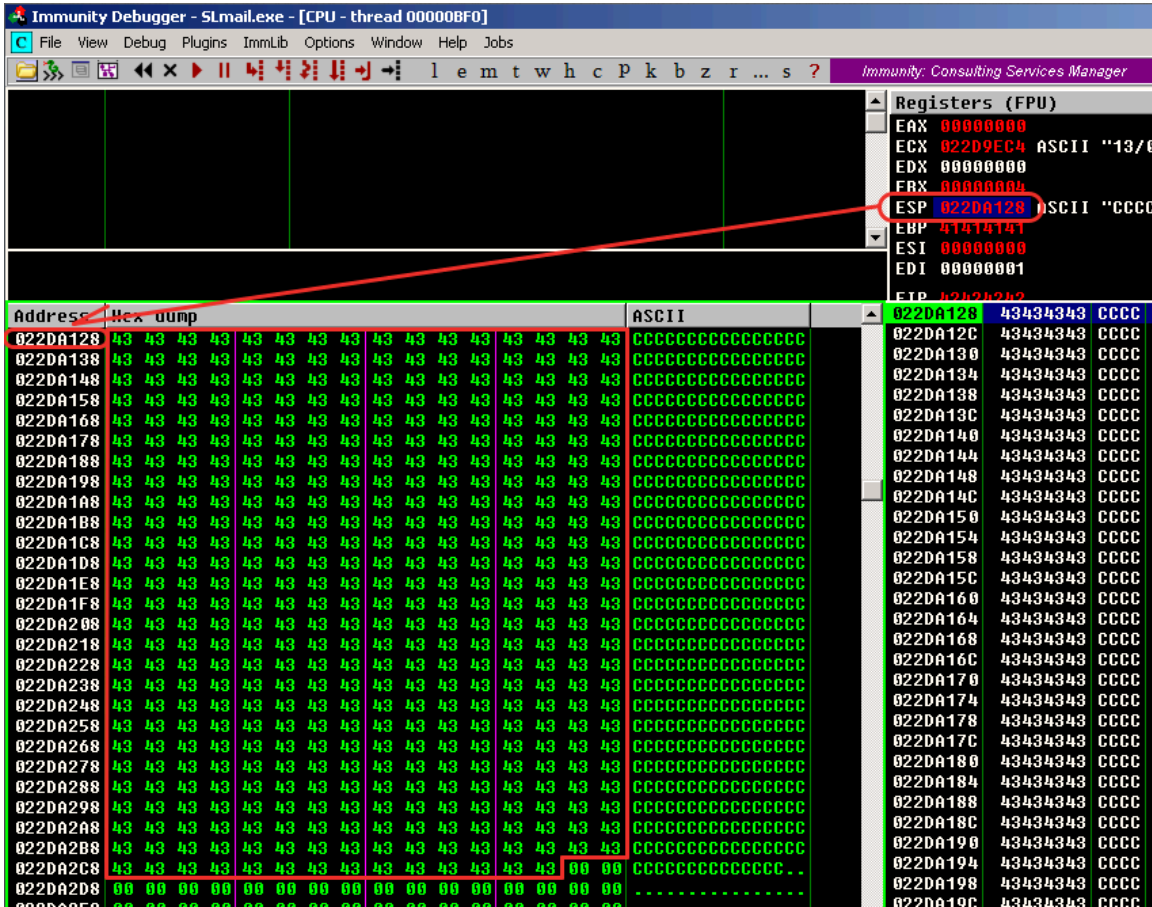 Immunity Debugger - SLmail.exe - [CPU - thread 00000BF0]
C File View Debug Plugins ImmLib Options Window Help Jobs
l e m t w h c P k b z r ... s ? Immunity: Consulting Services Manager
Registers (FPU)
EAX 00000000
ECX 022D9EC4 ASCII "13/0
EDX 00000000
EBX 00000004
ESP 022DA128 ASCII "CCCC
EBP 41414141
ESI 00000000
EDI 00000001
EIP 42424242
Address Hex dump ASCII
022DA128 43 43 43 43 43 43 43 43 43 43 43 43 43 43 43 43 CCCCCCCCCCCCCCCC
022DA138 43 43 43 43 43 43 43 43 43 43 43 43 43 43 43 43 CCCCCCCCCCCCCCCC
022DA148 43 43 43 43 43 43 43 43 43 43 43 43 43 43 43 43 CCCCCCCCCCCCCCCC
022DA158 43 43 43 43 43 43 43 43 43 43 43 43 43 43 43 43 CCCCCCCCCCCCCCCC
022DA168 43 43 43 43 43 43 43 43 43 43 43 43 43 43 43 43 CCCCCCCCCCCCCCCC
022DA178 43 43 43 43 43 43 43 43 43 43 43 43 43 43 43 43 CCCCCCCCCCCCCCCC
022DA188 43 43 43 43 43 43 43 43 43 43 43 43 43 43 43 43 CCCCCCCCCCCCCCCC
022DA198 43 43 43 43 43 43 43 43 43 43 43 43 43 43 43 43 CCCCCCCCCCCCCCCC
022DA1A8 43 43 43 43 43 43 43 43 43 43 43 43 43 43 43 43 CCCCCCCCCCCCCCCC
022DA1B8 43 43 43 43 43 43 43 43 43 43 43 43 43 43 43 43 CCCCCCCCCCCCCCCC
022DA1C8 43 43 43 43 43 43 43 43 43 43 43 43 43 43 43 43 CCCCCCCCCCCCCCCC
022DA1D8 43 43 43 43 43 43 43 43 43 43 43 43 43 43 43 43 CCCCCCCCCCCCCCCC
022DA1E8 43 43 43 43 43 43 43 43 43 43 43 43 43 43 43 43 CCCCCCCCCCCCCCCC
022DA1F8 43 43 43 43 43 43 43 43 43 43 43 43 43 43 43 43 CCCCCCCCCCCCCCCC
022DA208 43 43 43 43 43 43 43 43 43 43 43 43 43 43 43 43 CCCCCCCCCCCCCCCC
022DA218 43 43 43 43 43 43 43 43 43 43 43 43 43 43 43 43 CCCCCCCCCCCCCCCC
022DA228 43 43 43 43 43 43 43 43 43 43 43 43 43 43 43 43 CCCCCCCCCCCCCCCC
022DA238 43 43 43 43 43 43 43 43 43 43 43 43 43 43 43 43 CCCCCCCCCCCCCCCC
022DA248 43 43 43 43 43 43 43 43 43 43 43 43 43 43 43 43 CCCCCCCCCCCCCCCC
022DA258 43 43 43 43 43 43 43 43 43 43 43 43 43 43 43 43 CCCCCCCCCCCCCCCC
022DA268 43 43 43 43 43 43 43 43 43 43 43 43 43 43 43 43 CCCCCCCCCCCCCCCC
022DA278 43 43 43 43 43 43 43 43 43 43 43 43 43 43 43 43 CCCCCCCCCCCCCCCC
022DA288 43 43 43 43 43 43 43 43 43 43 43 43 43 43 43 43 CCCCCCCCCCCCCCCC
022DA298 43 43 43 43 43 43 43 43 43 43 43 43 43 43 43 43 CCCCCCCCCCCCCCCC
022DA2A8 43 43 43 43 43 43 43 43 43 43 43 43 43 43 43 43 CCCCCCCCCCCCCCCC
022DA2B8 43 43 43 43 43 43 43 43 43 43 43 43 43 43 43 43 CCCCCCCCCCCCCCCC
022DA2C8 43 43 43 43 43 43 43 43 43 43 43 43 43 43 00 00 CCCCCCCCCCCCCC..
022DA2D8 00 00 00 00 00 00 00 00 00 00 00 00 00 00 00 00 ................
022DA128 43434343 CCCC
022DA12C 43434343 CCCC
022DA130 43434343 CCCC
022DA134 43434343 CCCC
022DA138 43434343 CCCC
022DA13C 43434343 CCCC
022DA140 43434343 CCCC
022DA144 43434343 CCCC
022DA148 43434343 CCCC
022DA14C 43434343 CCCC
022DA150 43434343 CCCC
022DA154 43434343 CCCC
022DA158 43434343 CCCC
022DA15C 43434343 CCCC
022DA160 43434343 CCCC
022DA164 43434343 CCCC
022DA168 43434343 CCCC
022DA16C 43434343 CCCC
022DA170 43434343 CCCC
022DA174 43434343 CCCC
022DA178 43434343 CCCC
022DA17C 43434343 CCCC
022DA180 43434343 CCCC
022DA184 43434343 CCCC
022DA188 43434343 CCCC
022DA18C 43434343 CCCC
022DA190 43434343 CCCC
022DA194 43434343 CCCC
022DA198 43434343 CCCC
022DA19C 43434343 CCCC